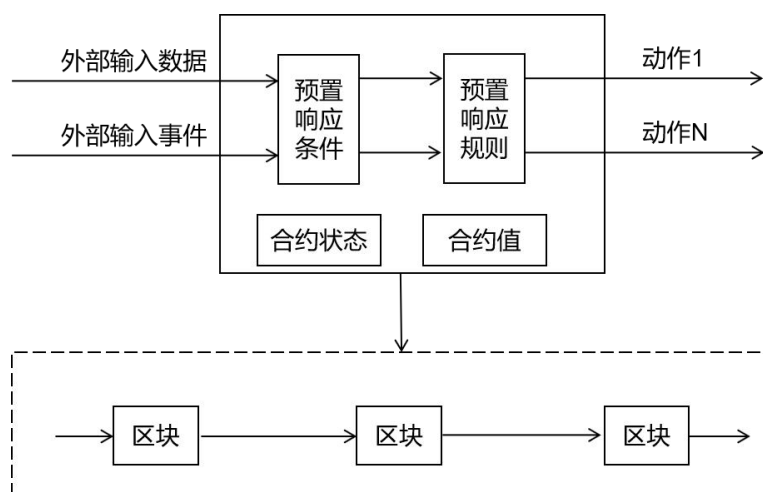 外部输入数据
外部输入事件
预置
响应
条件
预置
响应
规则
动作1
动作N
合约状态
合约值
区块
区块
区块